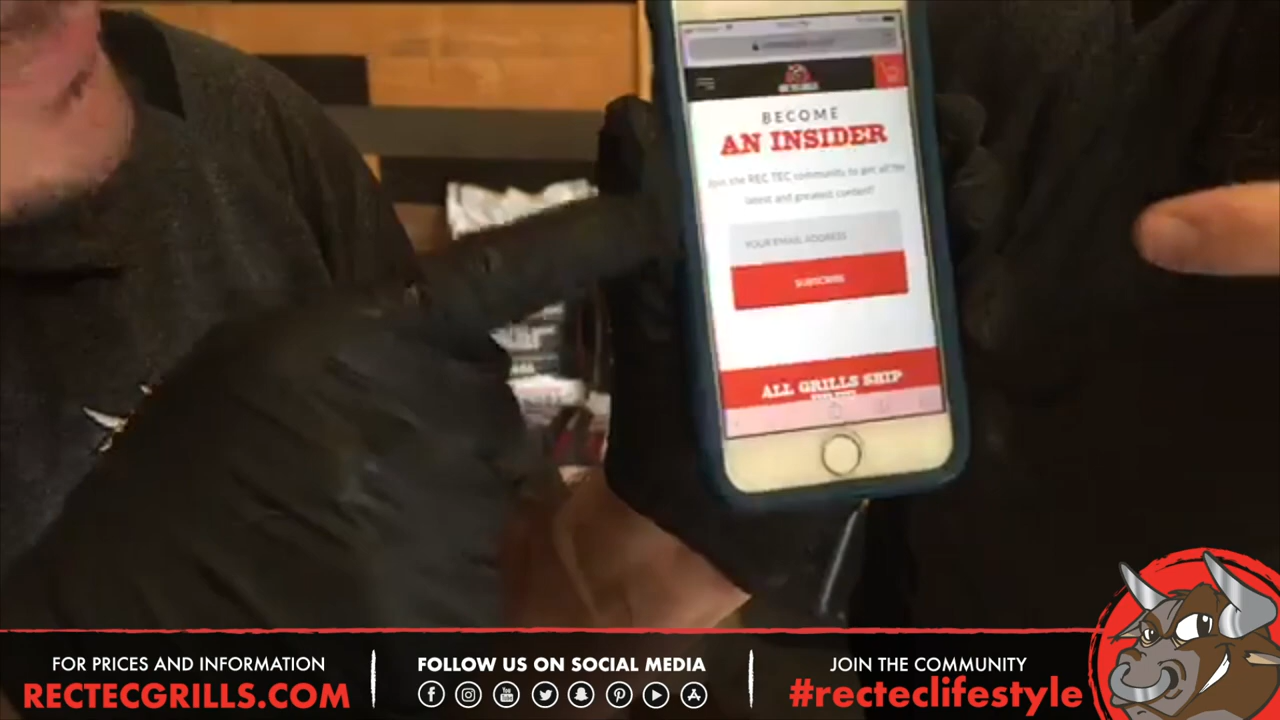 BECOME
AN INSIDER
Join the REC TEC community to get all the
latest and greatest content!
YOUR EMAIL ADDRESS
SUBSCRIBE
ALL GRILLS SHIP
FOR PRICES AND INFORMATION
RECTECGRILLS.COM
FOLLOW US ON SOCIAL MEDIA
JOIN THE COMMUNITY
#recteclifestyle